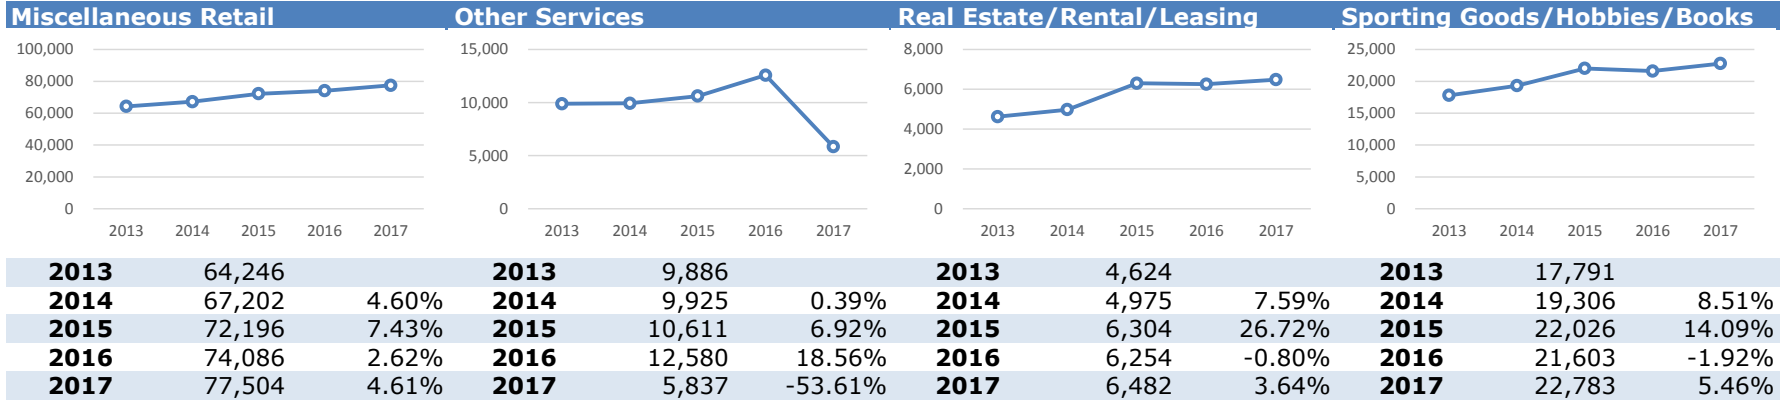 Miscellaneous Retail Other Services Real Estate/Rental/Leasing Sporting Goods/Hobbies/Books
100,000 15,000 8,000 25,000
80,000 6,000 20,000
60,000 10,000 15,000
40,000 4,000 10,000
20,000 5,000 2,000 5,000
0 0 0 0
2013 2014 2015 2016 2017 2013 2014 2015 2016 2017 2013 2014 2015 2016 2017 2013 2014 2015 2016 2017
2013 64,246 2013 9,886 2013 4,624 2013 17,791
2014 67,202 4.60% 2014 9,925 0.39% 2014 4,975 7.59% 2014 19,306 8.51%
2015 72,196 7.43% 2015 10,611 6.92% 2015 6,304 26.72% 2015 22,026 14.09%
2016 74,086 2.62% 2016 12,580 18.56% 2016 6,254 -0.80% 2016 21,603 -1.92%
2017 77,504 4.61% 2017 5,837 -53.61% 2017 6,482 3.64% 2017 22,783 5.46%